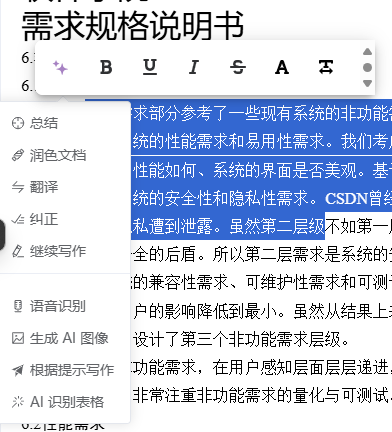 需求规格说明书
6.
B U I S A T
6.
求部分参考了一些现有系统的非功能
统的性能需求和易用性需求。我们考
性能如何、系统的界面是否美观。基
统的安全性和隐私性需求。CSDN曾经
私遭到泄露。虽然第二层级不如第一
全的后盾。所以第二层需求是系统的
的兼容性需求、可维护性需求和可测
户的影响降低到最小。虽然从结果上
设计了第三个非功能需求层级。
功能需求，在用户感知层面层层递进
非常注重非功能需求的量化与可测试
6.2性能需求
总结
润色文档
翻译
纠正
继续写作
语音识别
生成 AI 图像
根据提示写作
AI 识别表格